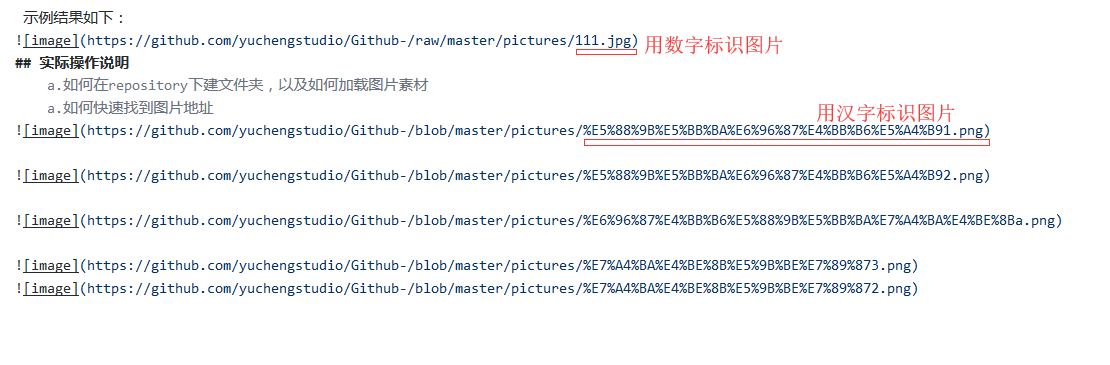 示例结果如下：
![image](https://github.com/yuchengstudio/Github-/raw/master/pictures/111.jpg) 用数字标识图片
## 实际操作说明
a.如何在repository下建文件夹，以及如何加载图片素材
a.如何快速找到图片地址
用汉字标识图片
![image](https://github.com/yuchengstudio/Github-/blob/master/pictures/%E5%88%9B%E5%BB%BA%E6%96%87%E4%BB%B6%E5%A4%B91.png)
![image](https://github.com/yuchengstudio/Github-/blob/master/pictures/%E5%88%9B%E5%BB%BA%E6%96%87%E4%BB%B6%E5%A4%B92.png)
![image](https://github.com/yuchengstudio/Github-/blob/master/pictures/%E6%96%87%E4%BB%B6%E5%88%9B%E5%BB%BA%E7%A4%BA%E4%BE%8Ba.png)
![image](https://github.com/yuchengstudio/Github-/blob/master/pictures/%E7%A4%BA%E4%BE%8B%E5%9B%BE%E7%89%873.png)
![image](https://github.com/yuchengstudio/Github-/blob/master/pictures/%E7%A4%BA%E4%BE%8B%E5%9B%BE%E7%89%872.png)